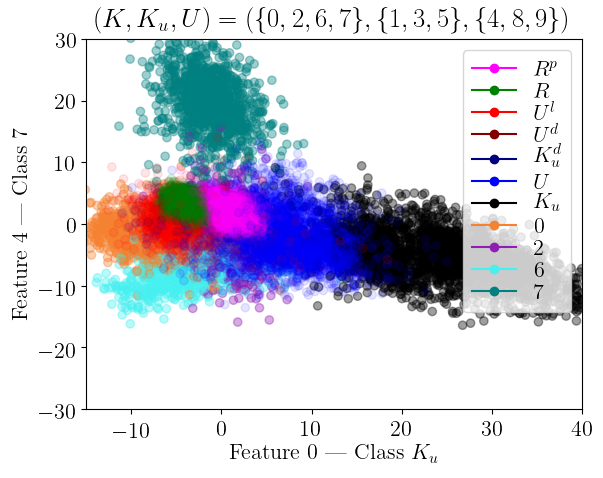 (K, K_u, U) = ({0, 2, 6, 7}, {1, 3, 5}, {4, 8, 9})
30
20
10
0
−10
−20
−30
Feature 4 — Class 7
R^p
R
U^l
U^d
K_u^d
U
K_u
0
2
6
7
−10 0 10 20 30 40
Feature 0 — Class K_u